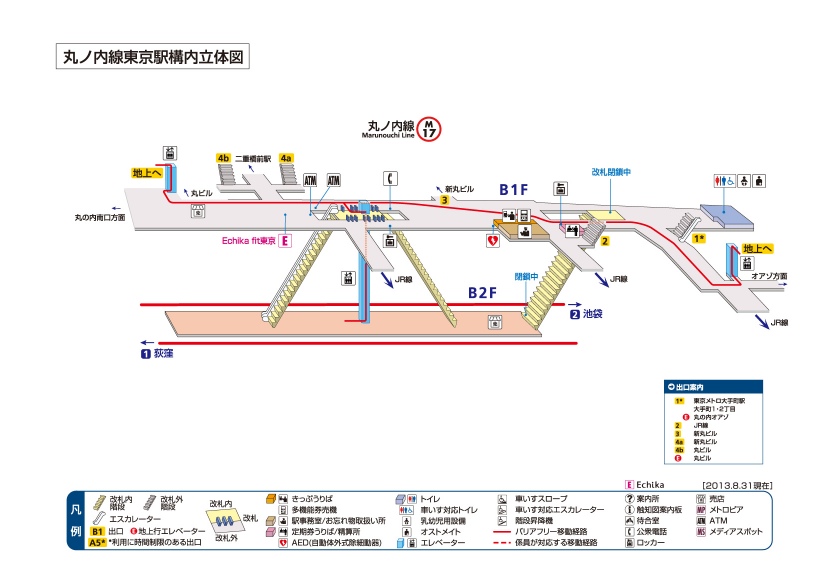 丸ノ内線東京駅構内立体図
丸ノ内線
Marunouchi Line
M
17
4b
二重橋前駅
4a
地上へ
丸ビル
ATM
ATM
新丸ビル
3
B1F
改札閉鎖中
丸の内南口方面
Echika fit東京
E
2
1*
地上へ
オアゾ方面
JR線
JR線
閉鎖中
B2F
2 池袋
JR線
1 荻窪
出口案内
1* 東京メトロ大手町駅
大手町1・2丁目
E 丸の内オアゾ
2 JR線
3 新丸ビル
4a 新丸ビル
4b 丸ビル
E 丸ビル
E Echika
[2013.8.31現在]
凡例
改札内階段
改札外階段
エスカレーター
B1 出口
E 地上行エレベーター
A5* *利用に時間制限のある出口
改札内
改札
改札外
きっぷうりば
多機能券売機
駅事務室/お忘れ物取扱い所
定期券うりば/精算所
AED(自動体外式除細動器)
トイレ
車いす対応トイレ
乳幼児用設備
オストメイト
エレベーター
車いすスロープ
車いす対応エスカレーター
階段昇降機
バリアフリー移動経路
係員が対応する移動経路
? 案内所
触知図案内板
待合室
公衆電話
ロッカー
売店
MP メトロピア
ATM ATM
MS メディアスポット